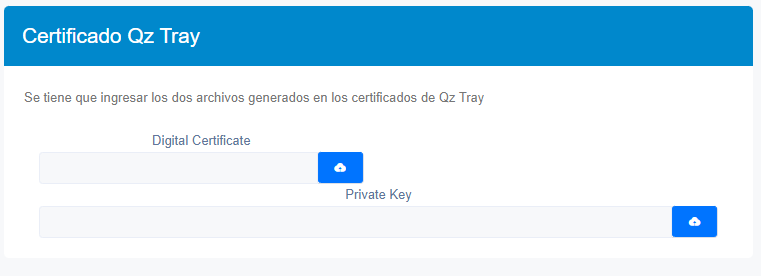 Certificado Qz Tray
Se tiene que ingresar los dos archivos generados en los certificados de Qz Tray
Digital Certificate
Private Key